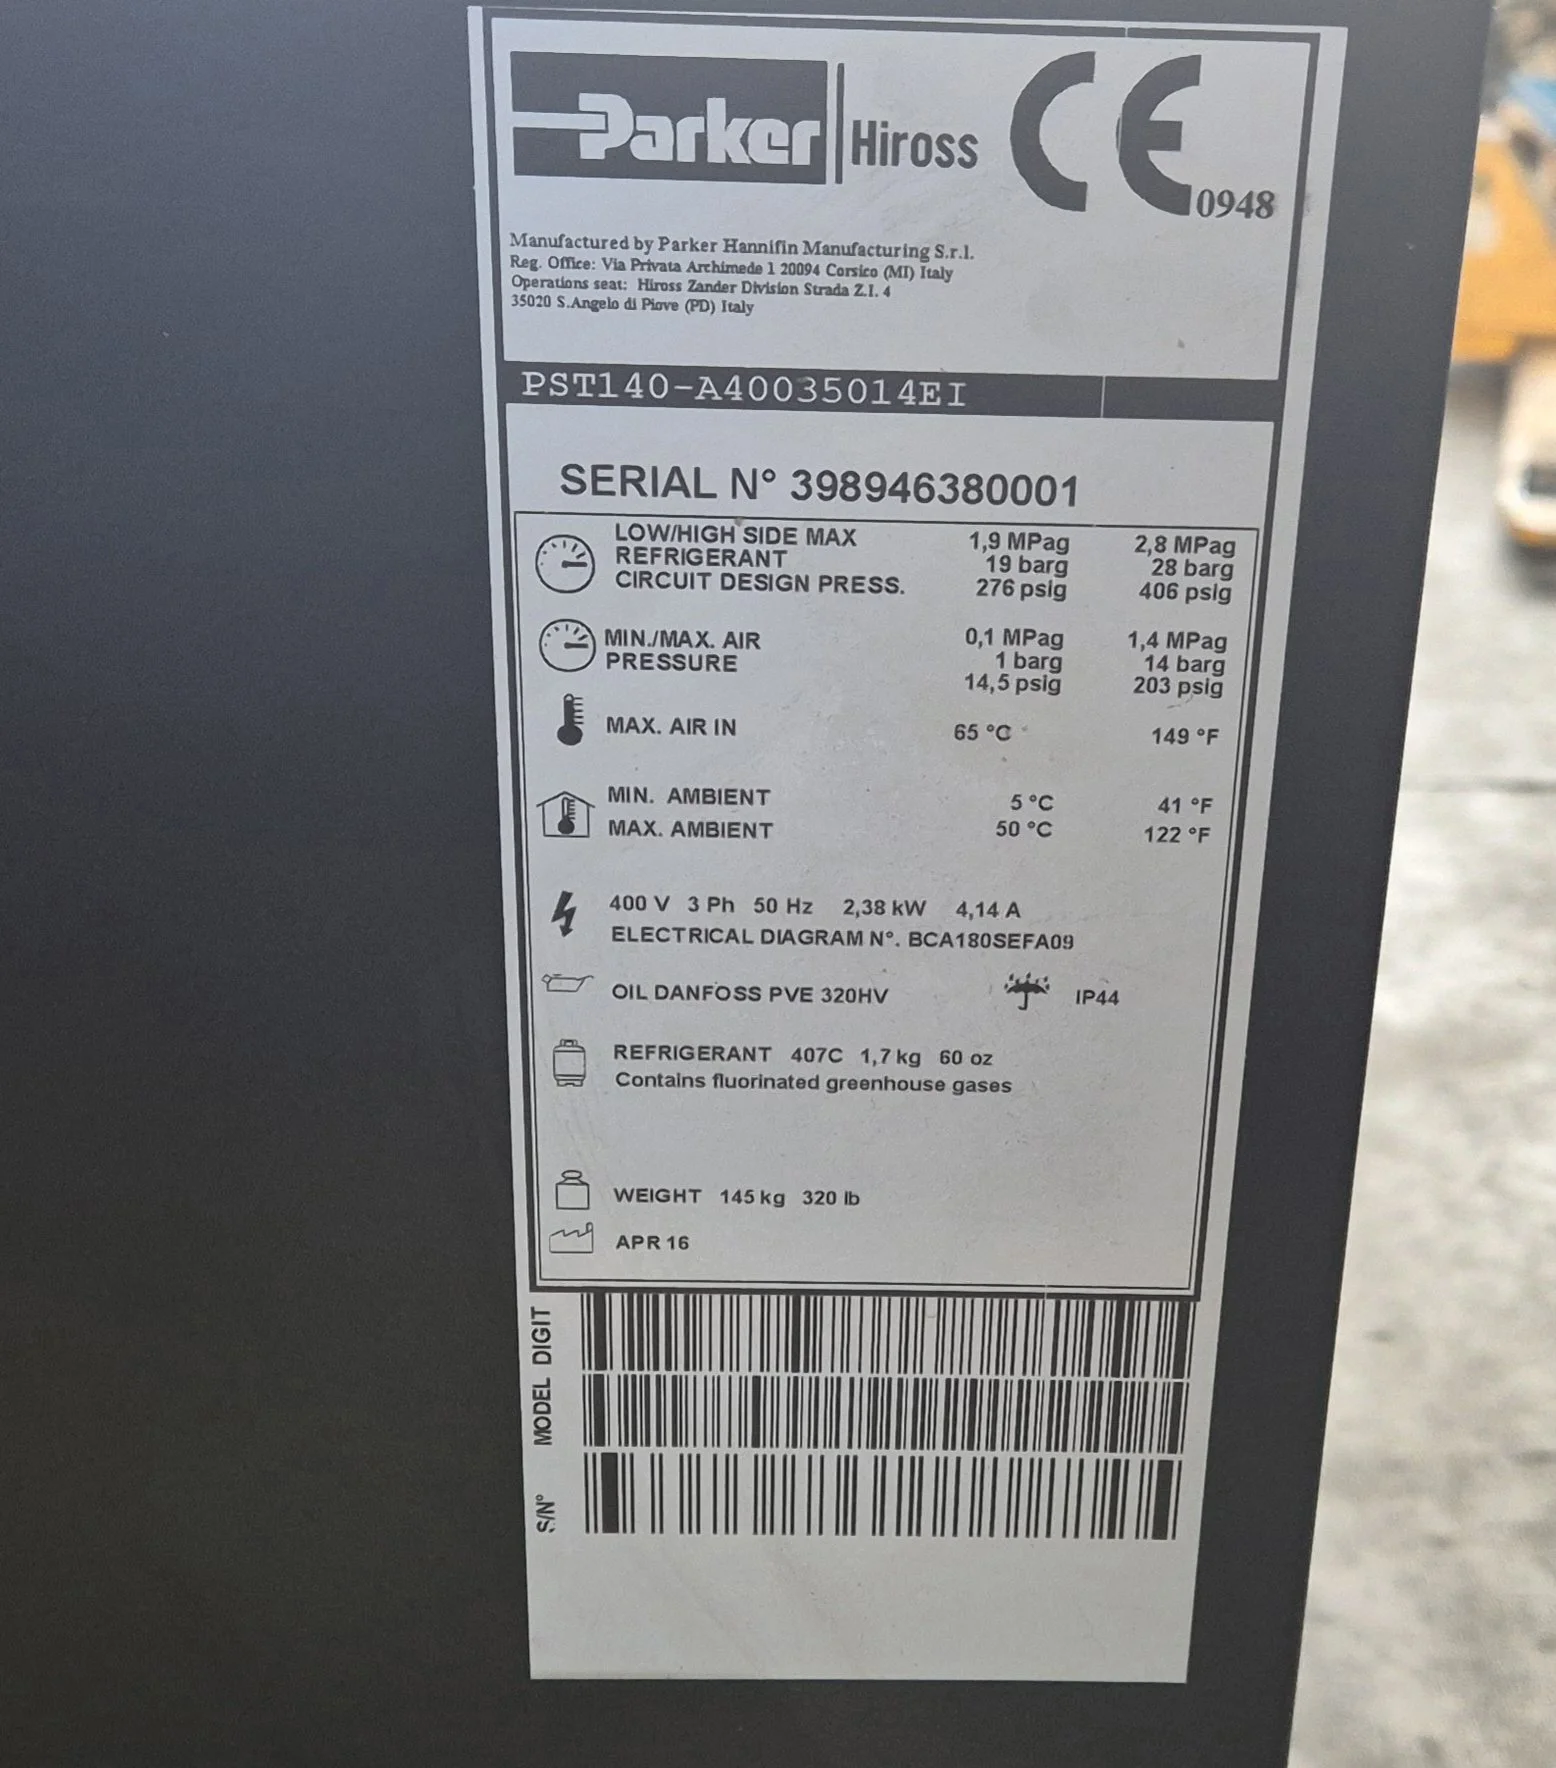 Parker Hiross CE 0948
Manufactured by Parker Hannifin Manufacturing S.r.l.
Reg. Office: Via Privata Archimede 1 20094 Corsico (MI) Italy
Operations seat: Hiross Zander Division Strada Z.I. 4
35020 S.Angelo di Piove (PD) Italy
PST140-A40035014EI
SERIAL N° 398946380001
LOW/HIGH SIDE MAX 1,9 MPag 2,8 MPag
REFRIGERANT 19 barg 28 barg
CIRCUIT DESIGN PRESS. 276 psig 406 psig
MIN./MAX. AIR 0,1 MPag 1,4 MPag
PRESSURE 1 barg 14 barg
14,5 psig 203 psig
MAX. AIR IN 65 °C 149 °F
MIN. AMBIENT 5 °C 41 °F
MAX. AMBIENT 50 °C 122 °F
400 V 3 Ph 50 Hz 2,38 kW 4,14 A
ELECTRICAL DIAGRAM N°. BCA180SEFA09
OIL DANFOSS PVE 320HV IP44
REFRIGERANT 407C 1,7 kg 60 oz
Contains fluorinated greenhouse gases
WEIGHT 145 kg 320 lb
APR 16
MODEL DIGIT
S/N°